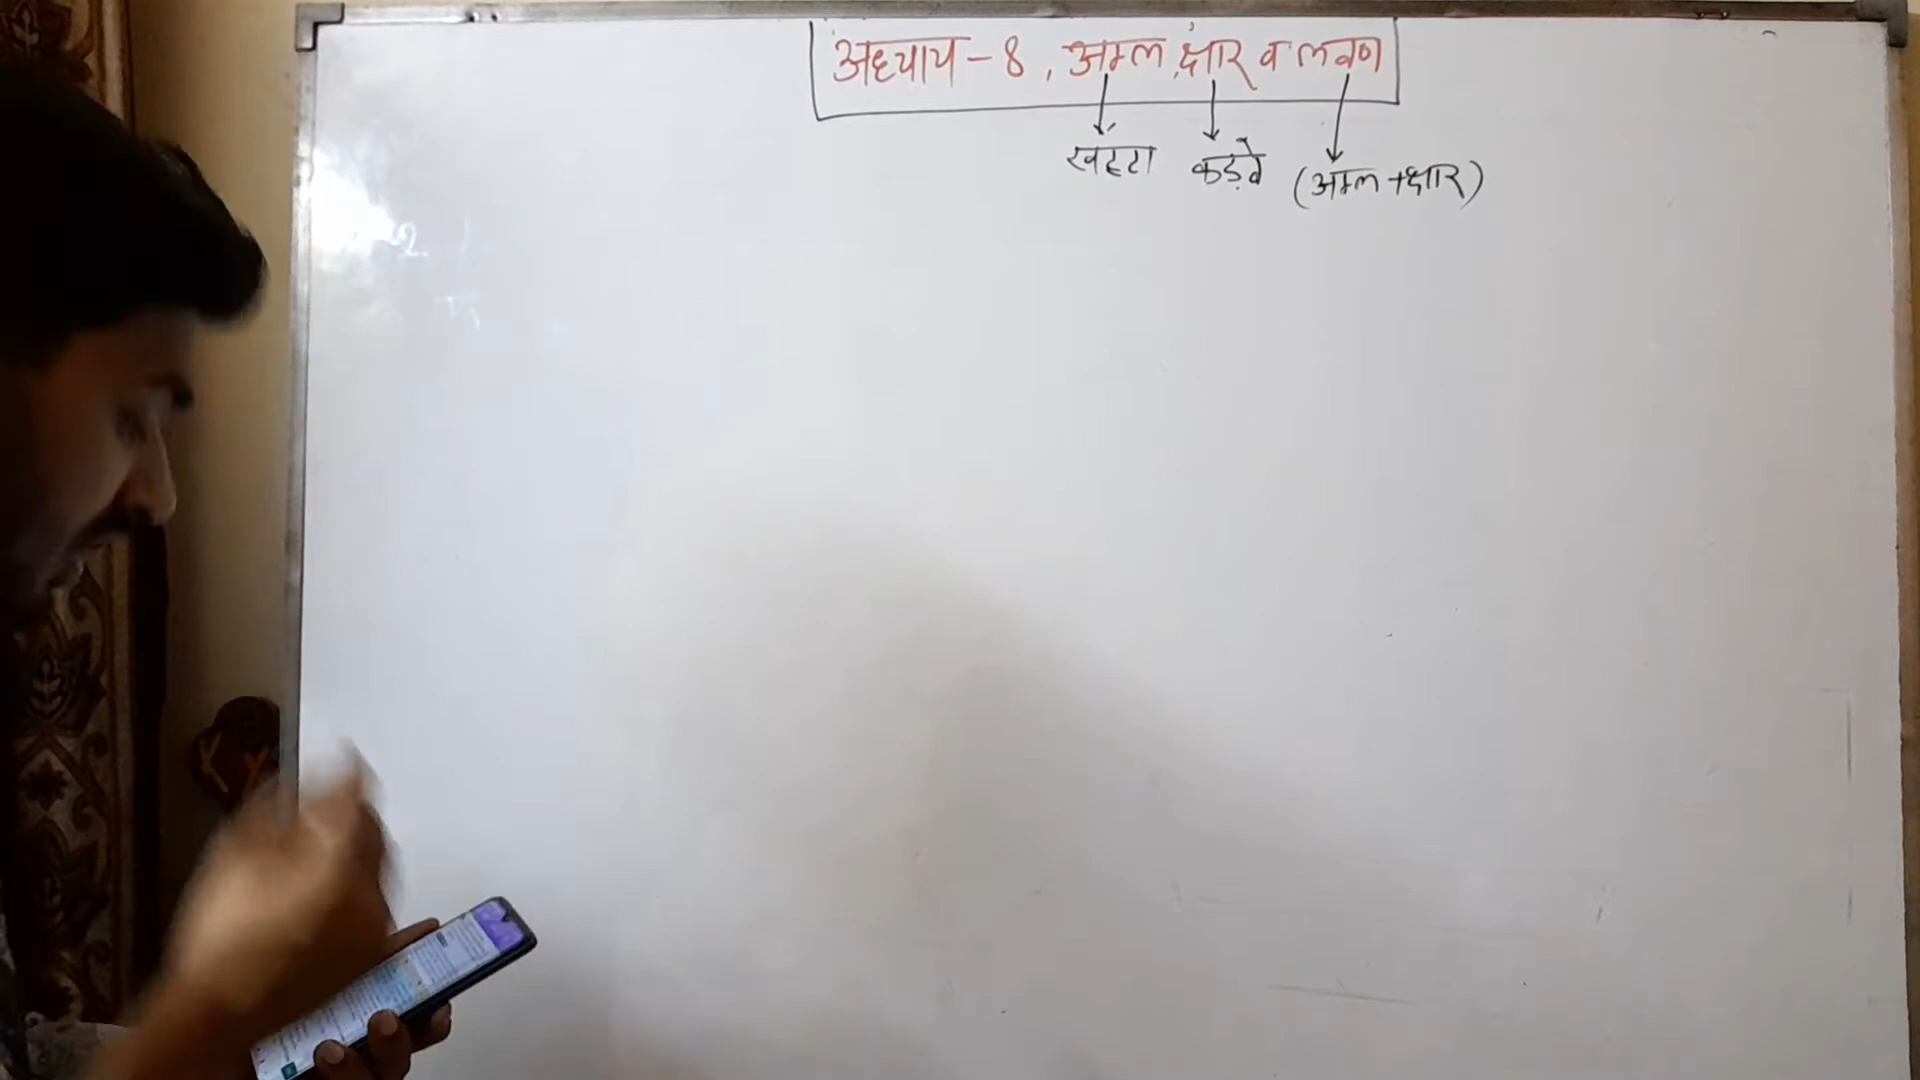 अध्याय - 8, अम्ल, क्षार व लवण
खट्टा कड़वे (अम्ल + क्षार)